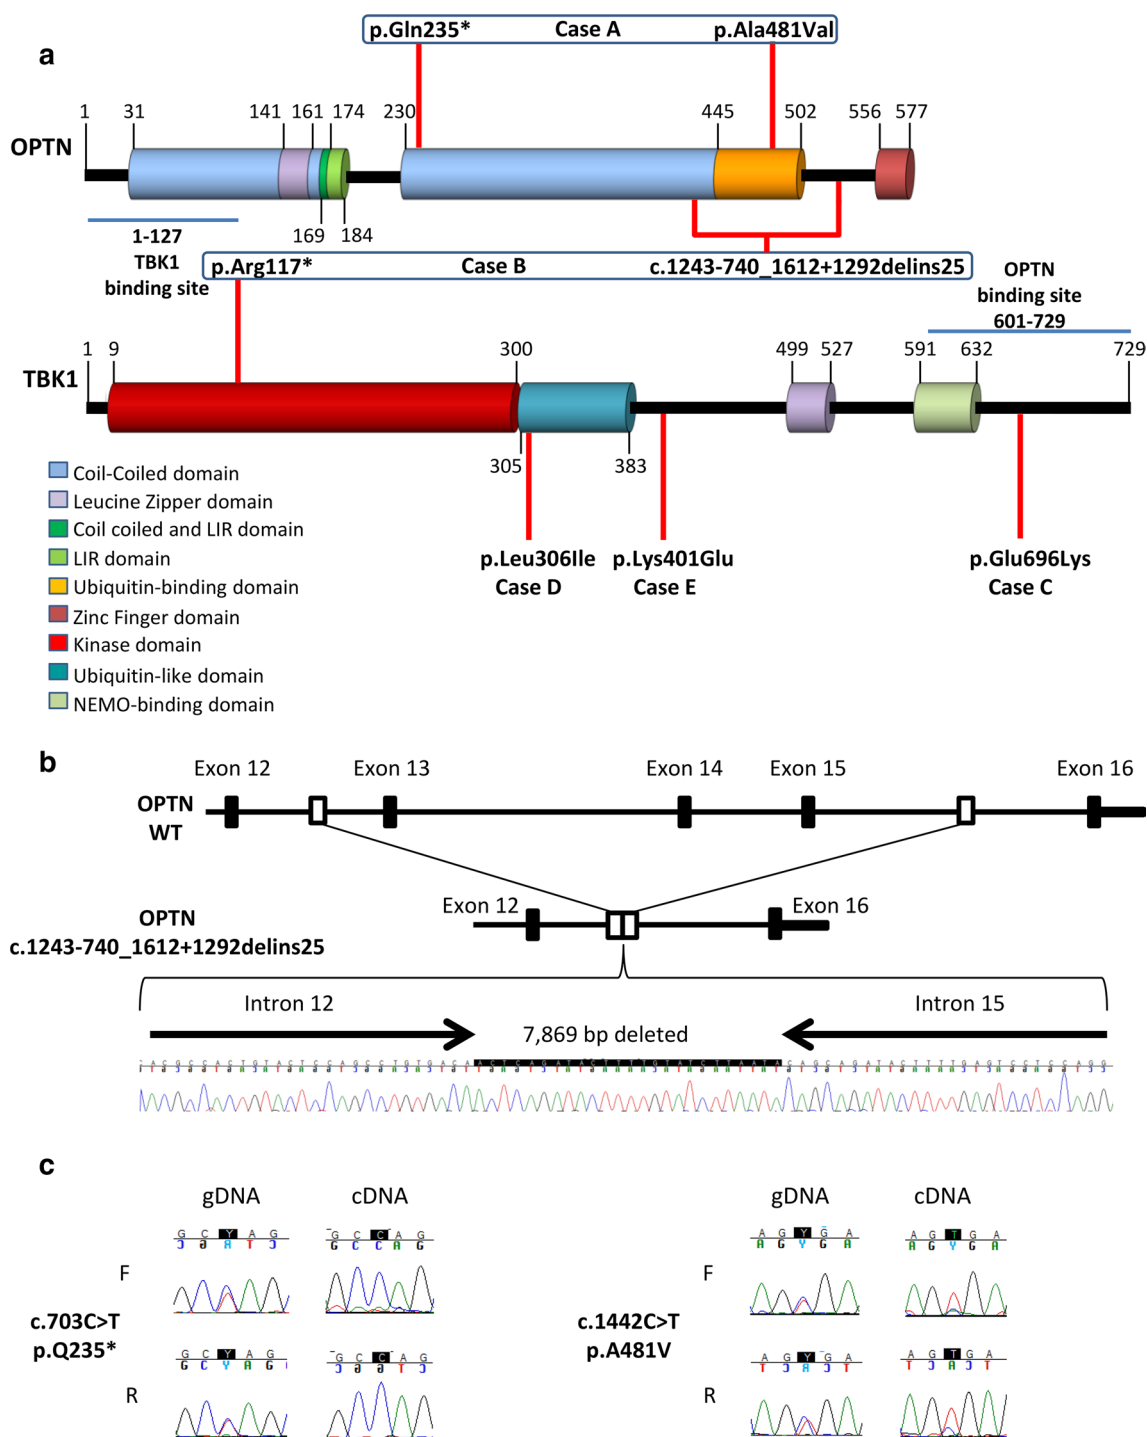 a
p.Gln235* Case A p.Ala481Val
1 31 141 161 174 230 445 502 556 577
OPTN
169 184
1-127
TBK1
binding site
p.Arg117* Case B c.1243-740_1612+1292delins25
OPTN
binding site
601-729
1 9 300 499 527 591 632 729
TBK1
305 383
p.Leu306Ile
Case D
p.Lys401Glu
Case E
p.Glu696Lys
Case C
Coil-Coiled domain
Leucine Zipper domain
Coil coiled and LIR domain
LIR domain
Ubiquitin-binding domain
Zinc Finger domain
Kinase domain
Ubiquitin-like domain
NEMO-binding domain
b
Exon 12 Exon 13 Exon 14 Exon 15 Exon 16
OPTN
WT
Exon 12 Exon 16
OPTN
c.1243-740_1612+1292delins25
Intron 12 Intron 15
7,869 bp deleted
c
gDNA cDNA gDNA cDNA
G C Y A G
G C C A G
A G Y G A
A G T G A
F F
c.703C>T
p.Q235*
c.1442C>T
p.A481V
G C Y A G
G C C A G
A G Y G A
A G T G A
R R